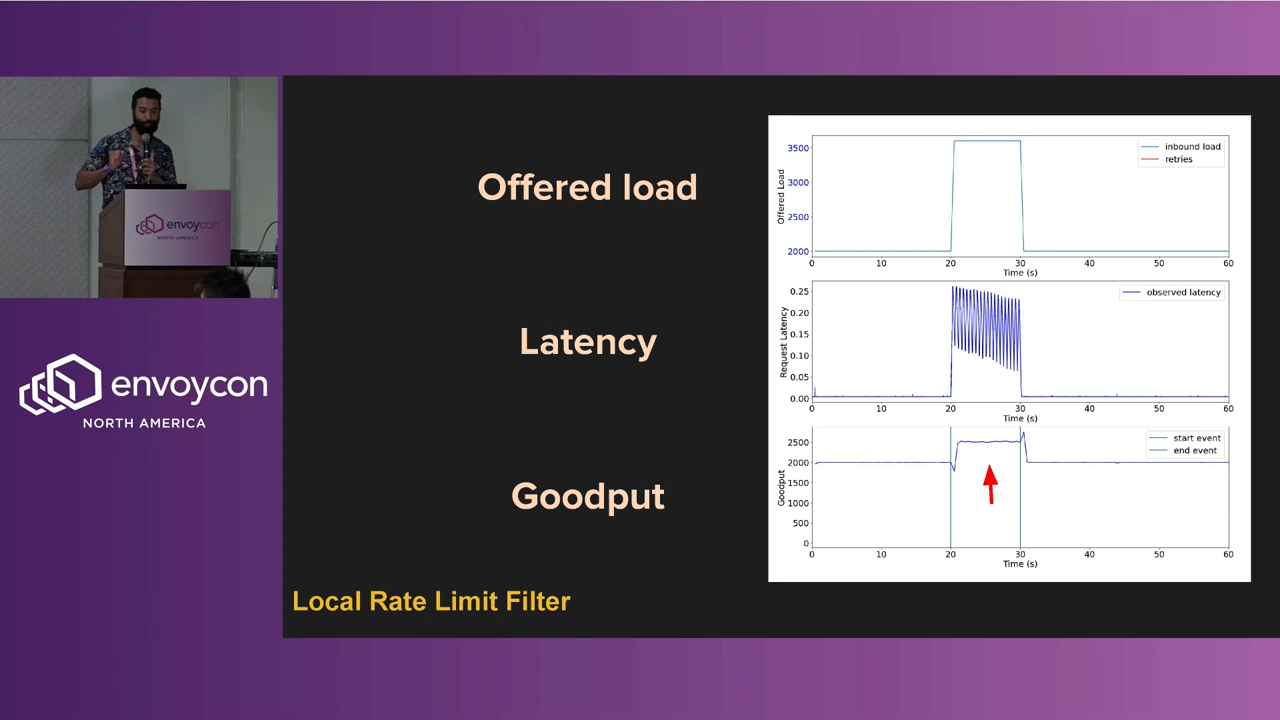 envoycon
NORTH AMERICA
envoycon
NORTH AMERICA
Offered load
Latency
Goodput
Local Rate Limit Filter
inbound load
retries
Offered Load
3500
3000
2500
2000
0 10 20 30 40 50 60
Time (s)
observed latency
Request Latency
0.25
0.20
0.15
0.10
0.05
0.00
0 10 20 30 40 50 60
Time (s)
start event
end event
Goodput
2500
2000
1500
1000
500
0
0 10 20 30 40 50 60
Time (s)